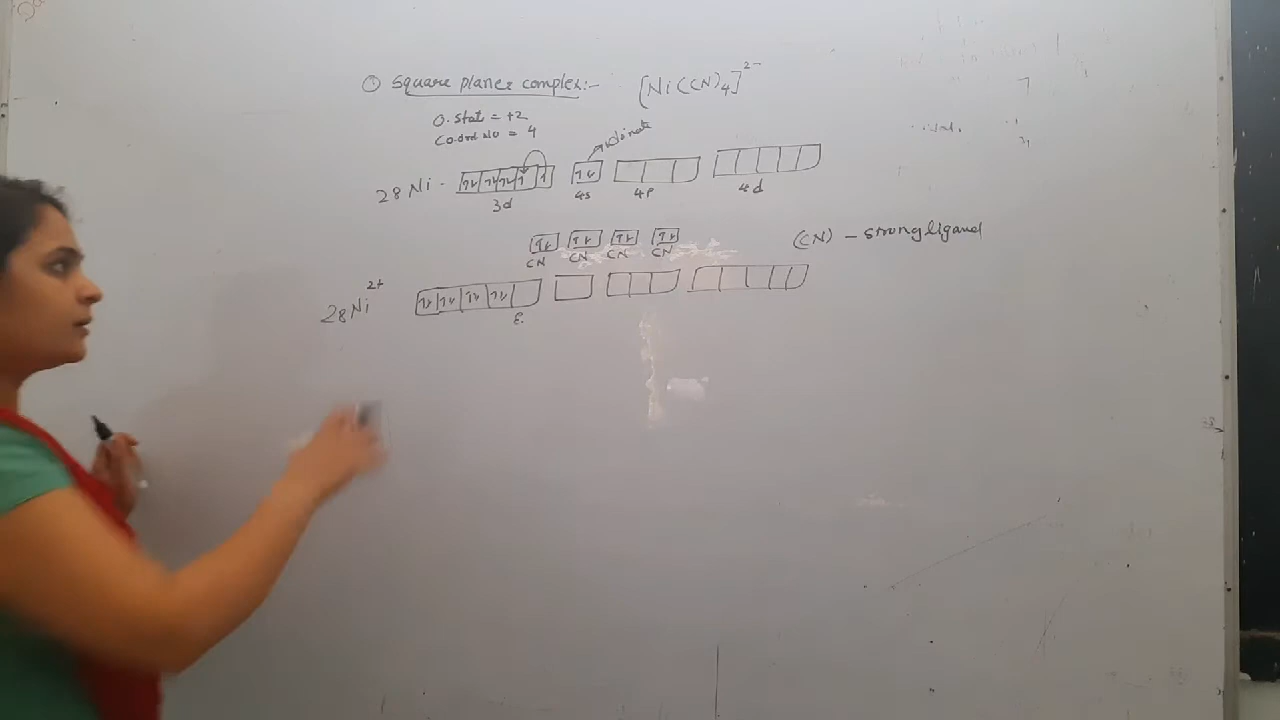 ① Square planer complex:- [Ni(CN)4]2-
O. stat = +2
Co.ord No = 4
donate
28Ni -
3d 4s 4p 4d
(CN) - strong ligand
CN CN CN CN
28Ni2+